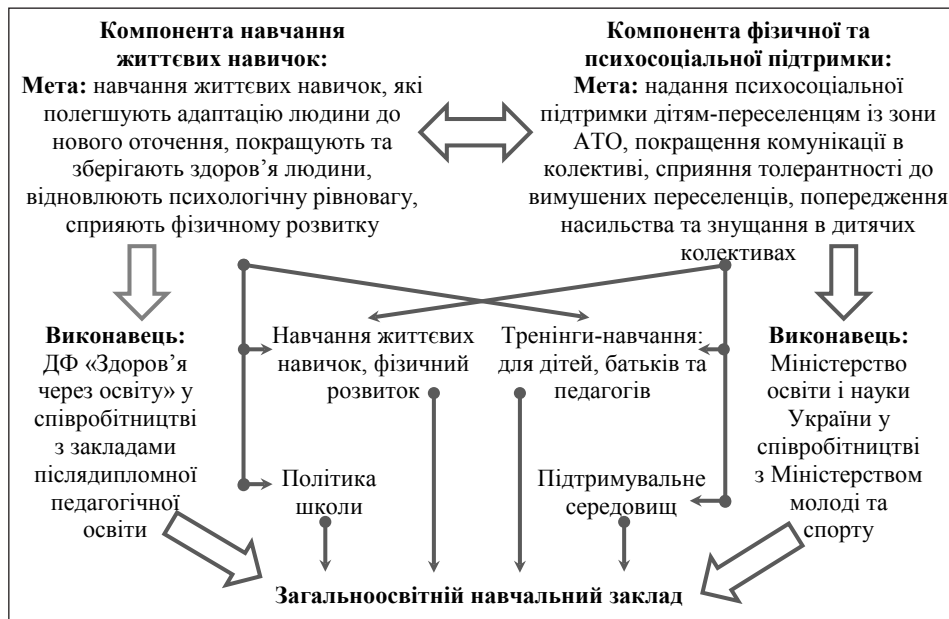 Компонента навчання
життєвих навичок:
Мета: навчання життєвих навичок, які
полегшують адаптацію людини до
нового оточення, покращують та
зберігають здоров’я людини,
відновлюють психологічну рівновагу,
сприяють фізичному розвитку
Компонента фізичної та
психосоціальної підтримки:
Мета: надання психосоціальної
підтримки дітям-переселенцям із зони
АТО, покращення комунікації в
колективі, сприяння толерантності до
вимушених переселенців, попередження
насильства та знущання в дитячих
колективах
Виконавець:
ДФ «Здоров’я
через освіту» у
співробітництві
з закладами
післядипломної
педагогічної
освіти
Навчання життєвих
навичок, фізичний
розвиток
Тренінги-навчання:
для дітей, батьків та
педагогів
Виконавець:
Міністерство
освіти і науки
України у
співробітництві
з Міністерством
молоді та
спорту
Політика
школи
Підтримувальне
середовищ
Загальноосвітній навчальний заклад